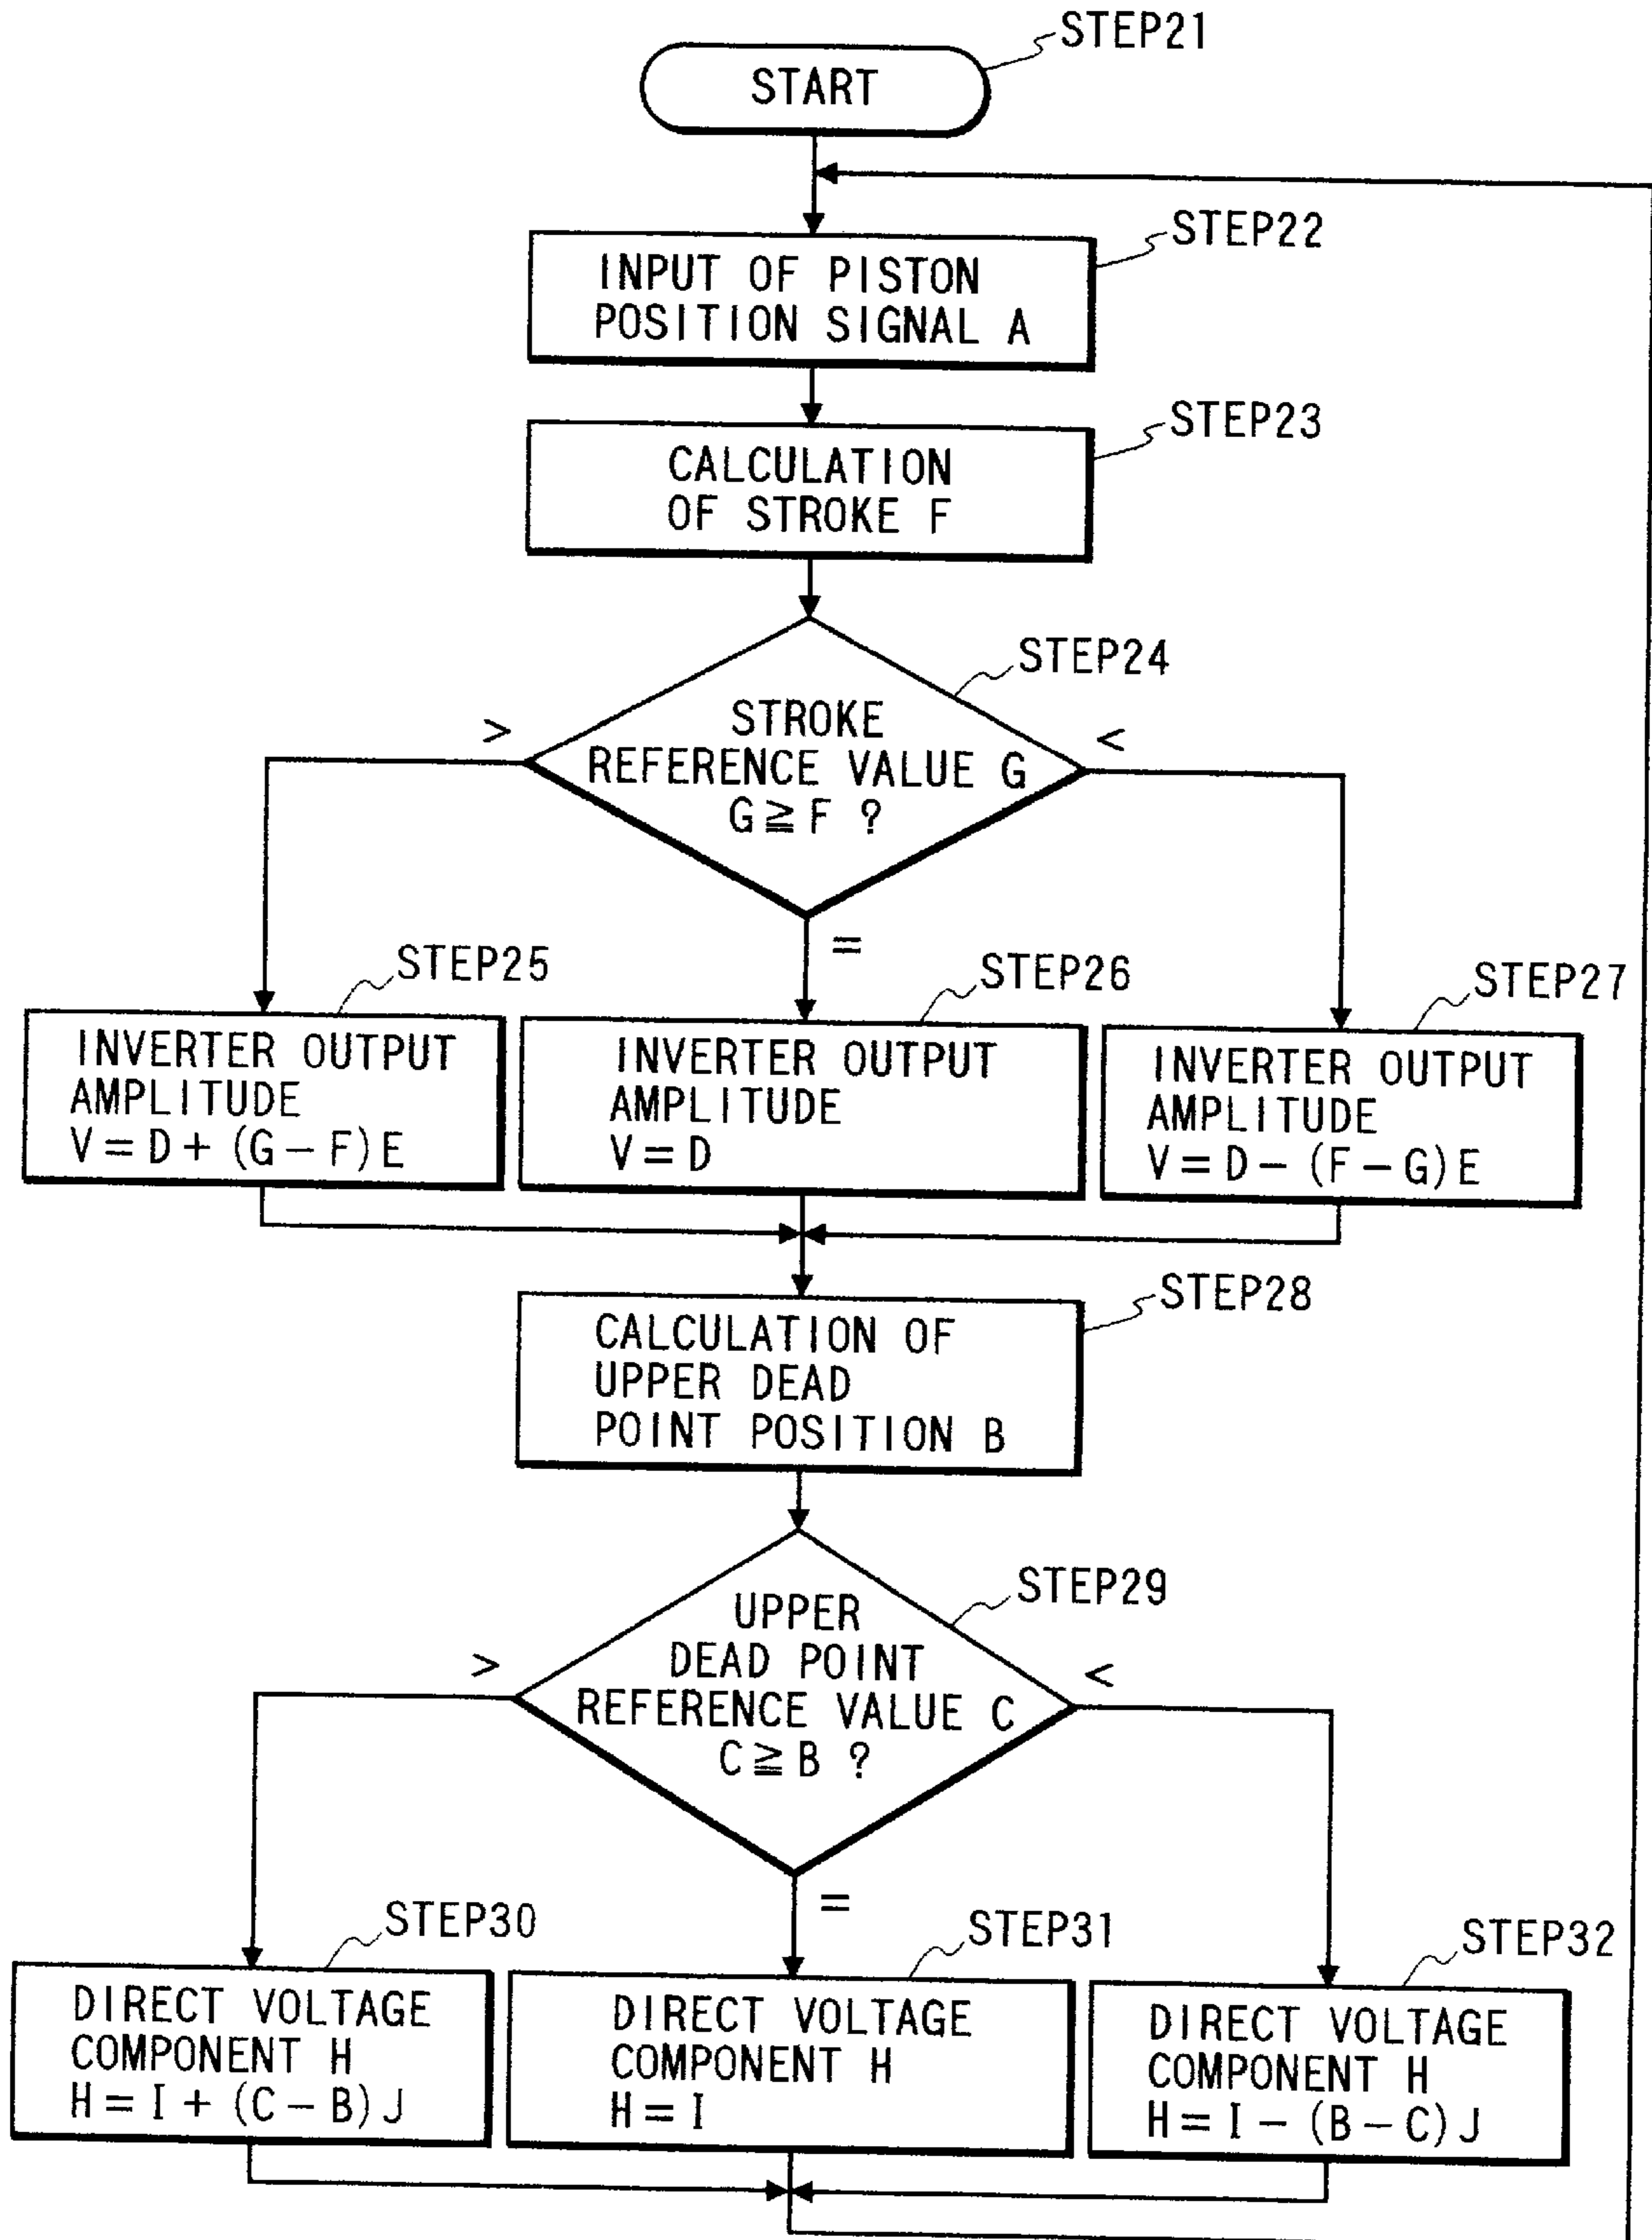 STEP21
START
STEP22
INPUT OF PISTON
POSITION SIGNAL A
STEP23
CALCULATION
OF STROKE F
STEP24
STROKE
REFERENCE VALUE G
G ≧ F ?
>
<
=
STEP25
INVERTER OUTPUT
AMPLITUDE
V = D + (G − F) E
STEP26
INVERTER OUTPUT
AMPLITUDE
V = D
STEP27
INVERTER OUTPUT
AMPLITUDE
V = D − (F − G) E
STEP28
CALCULATION OF
UPPER DEAD
POINT POSITION B
STEP29
UPPER
DEAD POINT
REFERENCE VALUE C
C ≧ B ?
>
<
=
STEP30
DIRECT VOLTAGE
COMPONENT H
H = I + (C − B) J
STEP31
DIRECT VOLTAGE
COMPONENT H
H = I
STEP32
DIRECT VOLTAGE
COMPONENT H
H = I − (B − C) J